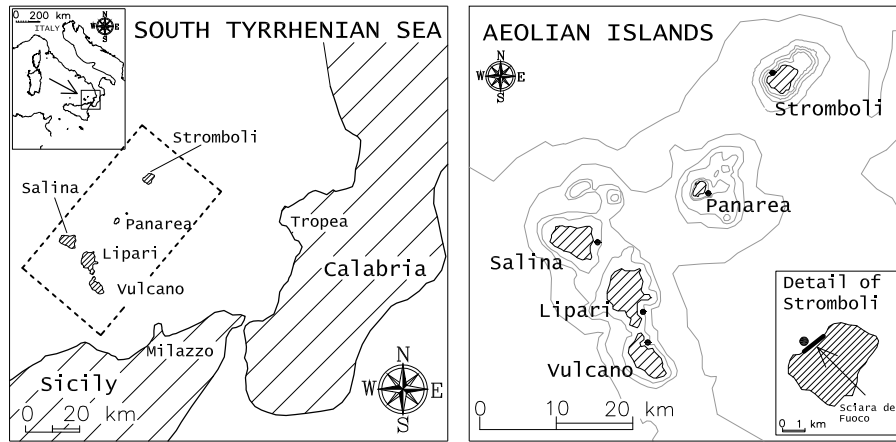 0 200 km
ITALY
N
W E
S
SOUTH TYRRHENIAN SEA
Stromboli
Salina
Panarea
Lipari
Vulcano
Tropea
Calabria
Milazzo
Sicily
0 20 km
N
W E
S
AEOLIAN ISLANDS
N
W E
S
Stromboli
Panarea
Salina
Lipari
Vulcano
0 10 20 km
Detail of
Stromboli
Sciara de
Fuoco
0 1 km